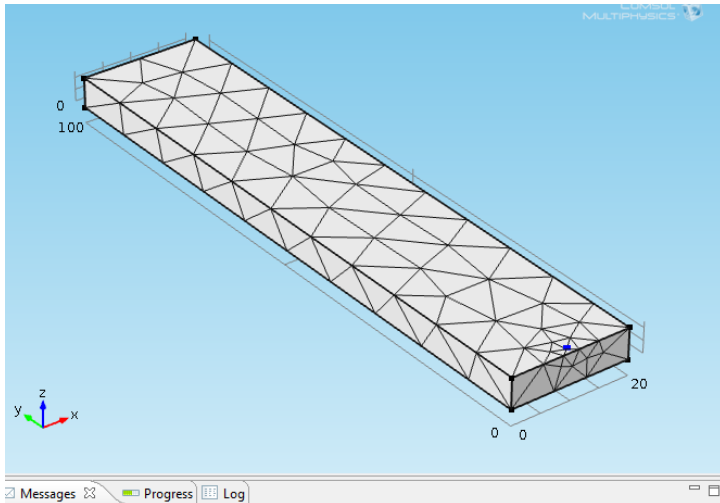 COMSOL
MULTIPHYSICS
0
100
20
0 0
z
y x
Messages Progress Log